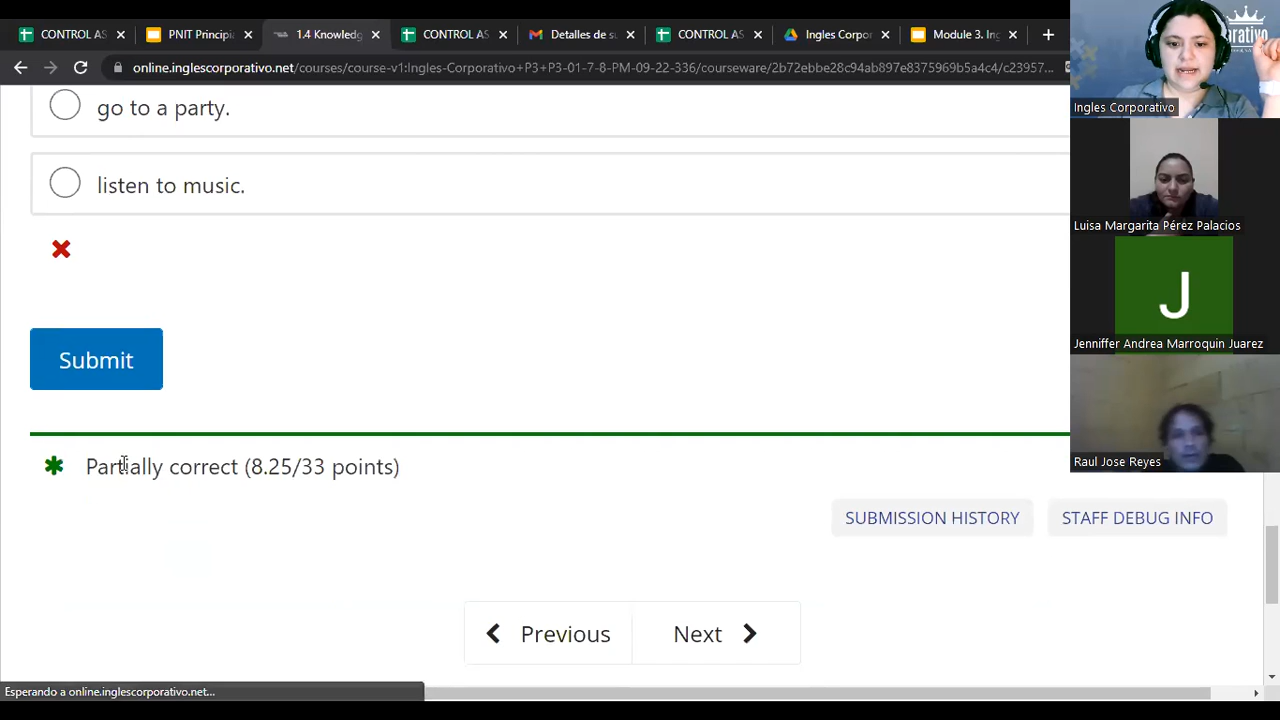 CONTROL AS
PNIT Principia
1.4 Knowledg
CONTROL AS
Detalles de su
CONTROL AS
Ingles Corpor
Module 3. Ing
online.inglescorporativo.net/courses/course-v1:Ingles-Corporativo+P3+P3-01-7-8-PM-09-22-336/courseware/2b72ebbe28c94ab897e8375969b5a4c4/c23957...
go to a party.
listen to music.
Submit
Partially correct (8.25/33 points)
SUBMISSION HISTORY
STAFF DEBUG INFO
Previous
Next
Esperando a online.inglescorporativo.net...
Ingles Corporativo
Luisa Margarita Pérez Palacios
J
Jenniffer Andrea Marroquin Juarez
Raul Jose Reyes